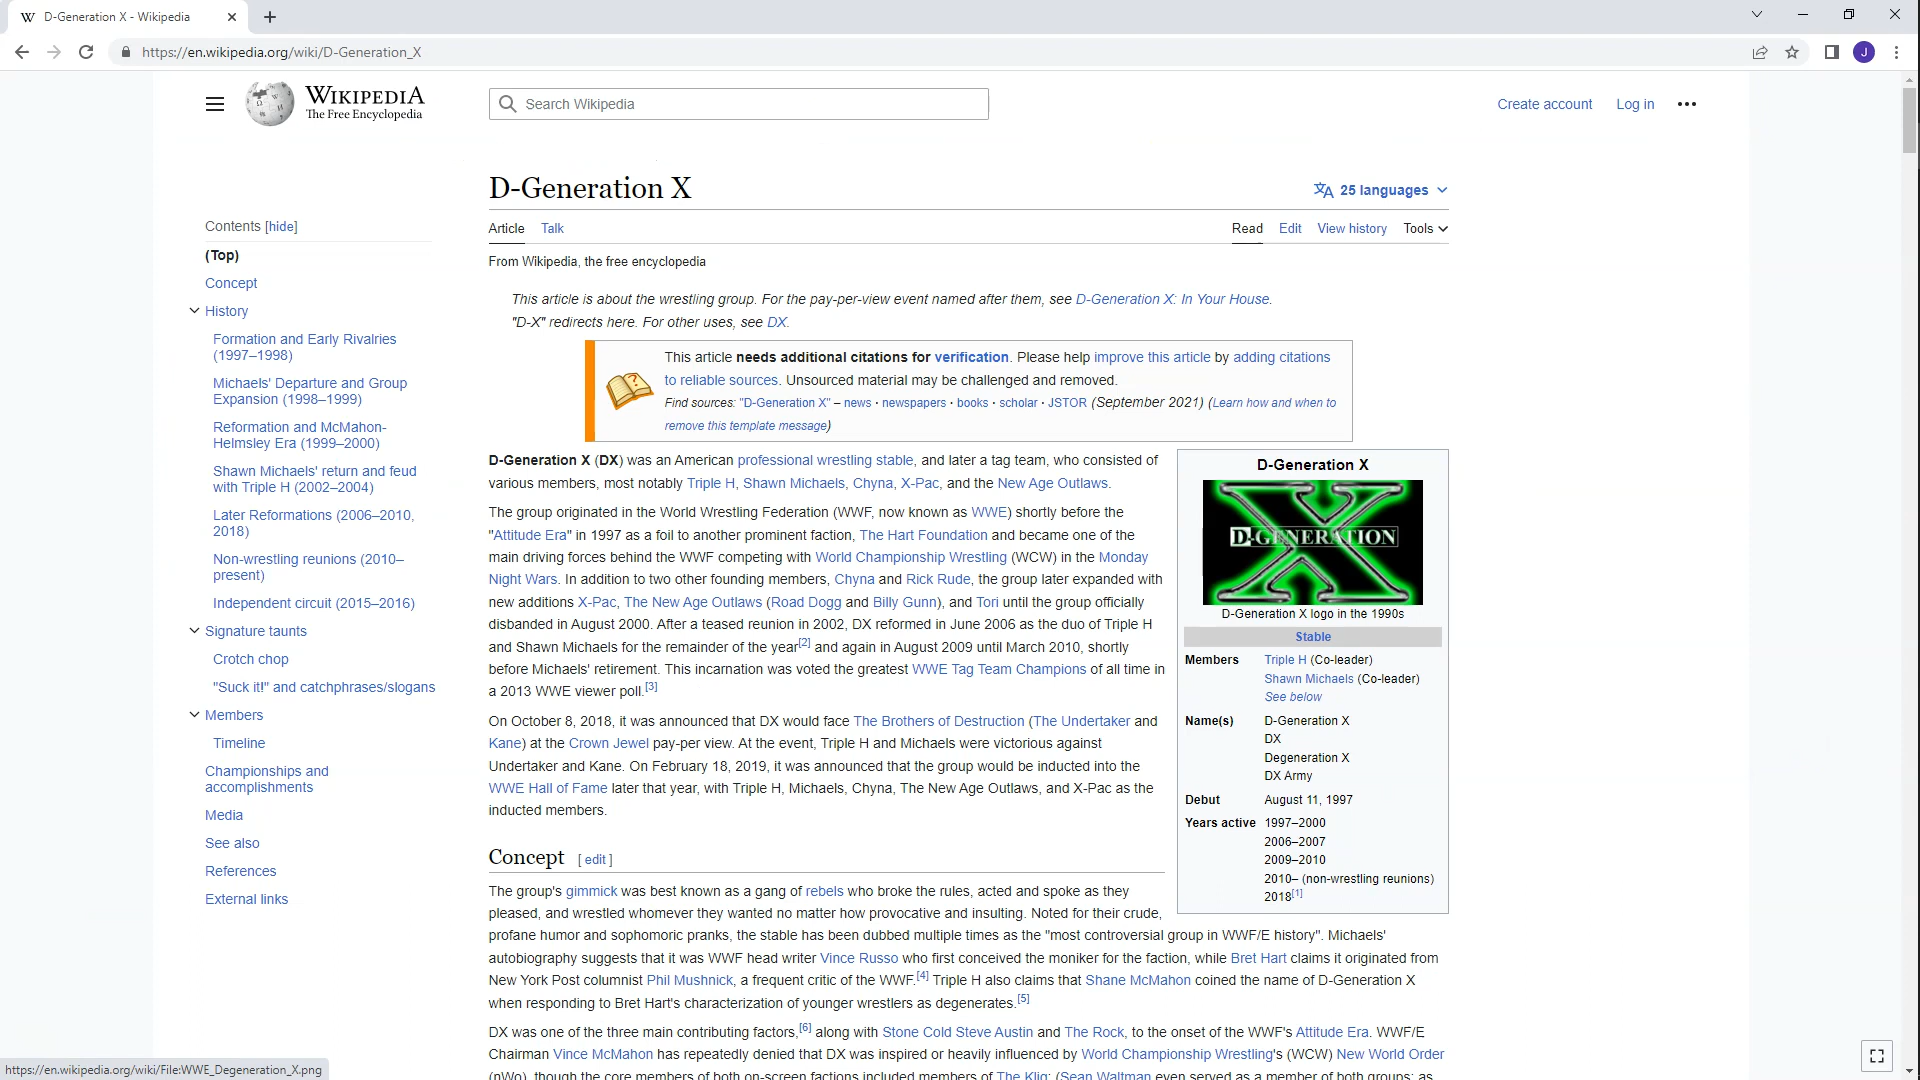 D-Generation X - Wikipedia
https://en.wikipedia.org/wiki/D-Generation_X
J
WIKIPEDIA
The Free Encyclopedia
Search Wikipedia
Create account
Log in
D-Generation X
25 languages
Article
Talk
Read
Edit
View history
Tools
From Wikipedia, the free encyclopedia
Contents [hide]
(Top)
Concept
History
Formation and Early Rivalries
(1997–1998)
Michaels' Departure and Group
Expansion (1998–1999)
Reformation and McMahon-
Helmsley Era (1999–2000)
Shawn Michaels' return and feud
with Triple H (2002–2004)
Later Reformations (2006–2010,
2018)
Non-wrestling reunions (2010–
present)
Independent circuit (2015–2016)
Signature taunts
Crotch chop
"Suck it!" and catchphrases/slogans
Members
Timeline
Championships and
accomplishments
Media
See also
References
External links
This article is about the wrestling group. For the pay-per-view event named after them, see D-Generation X: In Your House.
"D-X" redirects here. For other uses, see DX.
This article needs additional citations for verification. Please help improve this article by adding citations
to reliable sources. Unsourced material may be challenged and removed.
Find sources: "D-Generation X" – news · newspapers · books · scholar · JSTOR (September 2021) (Learn how and when to
remove this template message)
D-Generation X (DX) was an American professional wrestling stable, and later a tag team, who consisted of
various members, most notably Triple H, Shawn Michaels, Chyna, X-Pac, and the New Age Outlaws.
The group originated in the World Wrestling Federation (WWF, now known as WWE) shortly before the
"Attitude Era" in 1997 as a foil to another prominent faction, The Hart Foundation and became one of the
main driving forces behind the WWF competing with World Championship Wrestling (WCW) in the Monday
Night Wars. In addition to two other founding members, Chyna and Rick Rude, the group later expanded with
new additions X-Pac, The New Age Outlaws (Road Dogg and Billy Gunn), and Tori until the group officially
disbanded in August 2000. After a teased reunion in 2002, DX reformed in June 2006 as the duo of Triple H
and Shawn Michaels for the remainder of the year[2] and again in August 2009 until March 2010, shortly
before Michaels' retirement. This incarnation was voted the greatest WWE Tag Team Champions of all time in
a 2013 WWE viewer poll.[3]
On October 8, 2018, it was announced that DX would face The Brothers of Destruction (The Undertaker and
Kane) at the Crown Jewel pay-per view. At the event, Triple H and Michaels were victorious against
Undertaker and Kane. On February 18, 2019, it was announced that the group would be inducted into the
WWE Hall of Fame later that year, with Triple H, Michaels, Chyna, The New Age Outlaws, and X-Pac as the
inducted members.
D-Generation X
D-GENERATION
X
D-Generation X logo in the 1990s
Stable
Members Triple H (Co-leader)
Shawn Michaels (Co-leader)
See below
Name(s) D-Generation X
DX
Degeneration X
DX Army
Debut August 11, 1997
Years active 1997–2000
2006–2007
2009–2010
2010– (non-wrestling reunions)
2018[1]
Concept [ edit ]
The group's gimmick was best known as a gang of rebels who broke the rules, acted and spoke as they
pleased, and wrestled whomever they wanted no matter how provocative and insulting. Noted for their crude,
profane humor and sophomoric pranks, the stable has been dubbed multiple times as the "most controversial group in WWF/E history". Michaels'
autobiography suggests that it was WWF head writer Vince Russo who first conceived the moniker for the faction, while Bret Hart claims it originated from
New York Post columnist Phil Mushnick, a frequent critic of the WWF.[4] Triple H also claims that Shane McMahon coined the name of D-Generation X
when responding to Bret Hart's characterization of younger wrestlers as degenerates.[5]
DX was one of the three main contributing factors,[6] along with Stone Cold Steve Austin and The Rock, to the onset of the WWF's Attitude Era. WWF/E
Chairman Vince McMahon has repeatedly denied that DX was inspired or heavily influenced by World Championship Wrestling's (WCW) New World Order
(nWo), though the core members of both on-screen factions included members of The Kliq; (Sean Waltman even served as a member of both groups; as
https://en.wikipedia.org/wiki/File:WWE_Degeneration_X.png